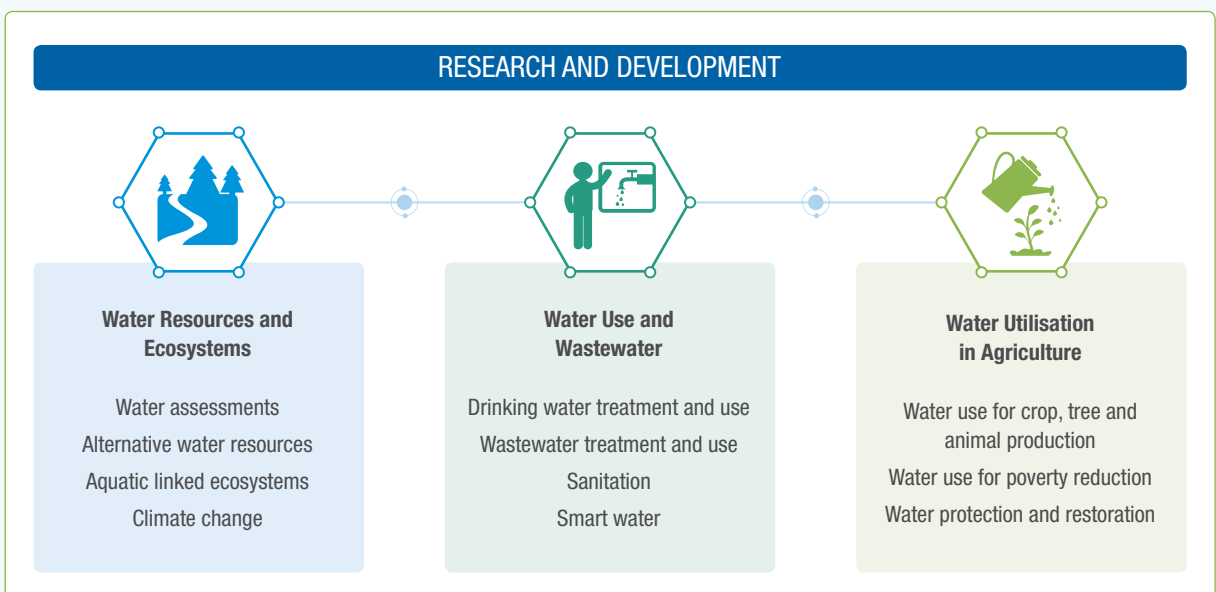 RESEARCH AND DEVELOPMENT
Water Resources and
Ecosystems
Water assessments
Alternative water resources
Aquatic linked ecosystems
Climate change
Water Use and
Wastewater
Drinking water treatment and use
Wastewater treatment and use
Sanitation
Smart water
Water Utilisation
in Agriculture
Water use for crop, tree and
animal production
Water use for poverty reduction
Water protection and restoration